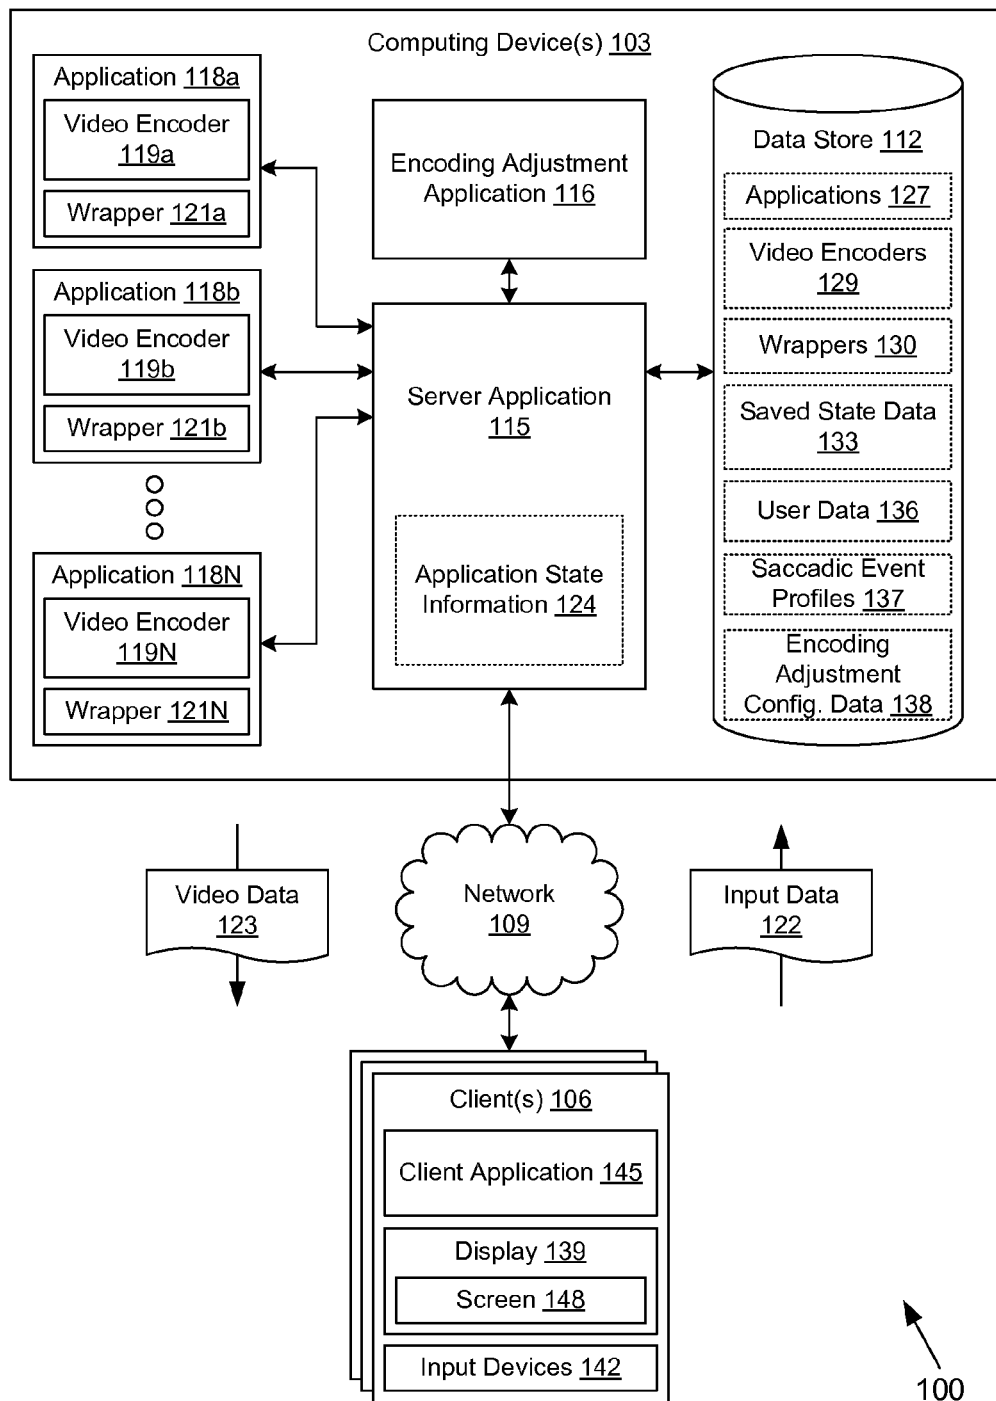 Computing Device(s) 103
Application 118a
Video Encoder
119a
Wrapper 121a
Application 118b
Video Encoder
119b
Wrapper 121b
Application 118N
Video Encoder
119N
Wrapper 121N
Encoding Adjustment
Application 116
Server Application
115
Application State
Information 124
Data Store 112
Applications 127
Video Encoders
129
Wrappers 130
Saved State Data
133
User Data 136
Saccadic Event
Profiles 137
Encoding
Adjustment
Config. Data 138
Video Data
123
Network
109
Input Data
122
Client(s) 106
Client Application 145
Display 139
Screen 148
Input Devices 142
100